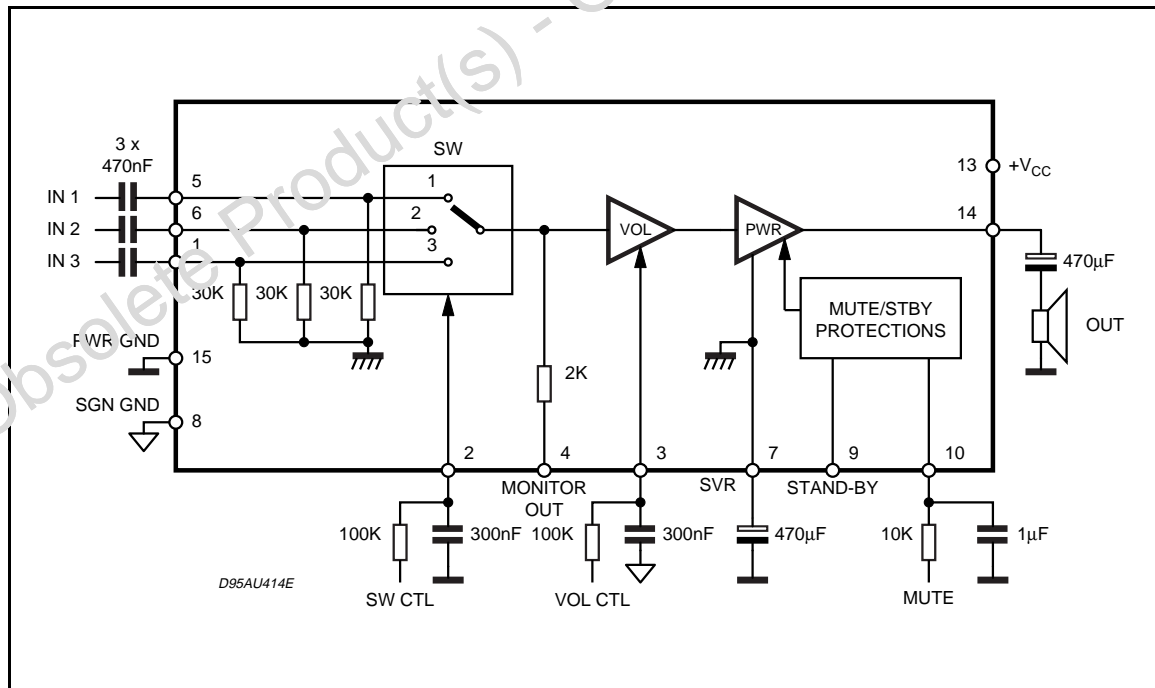 Obsolete Product(s) -
3 x
470nF
SW
IN 1
IN 2
IN 3
5
6
1
1
2
3
30K
30K
30K
VOL
PWR
13
+VCC
14
470µF
OUT
MUTE/STBY
PROTECTIONS
PWR GND
15
SGN GND
8
2K
2
4
3
7
9
10
MONITOR
OUT
SVR
STAND-BY
100K
300nF
100K
300nF
470µF
10K
1µF
D95AU414E
SW CTL
VOL CTL
MUTE